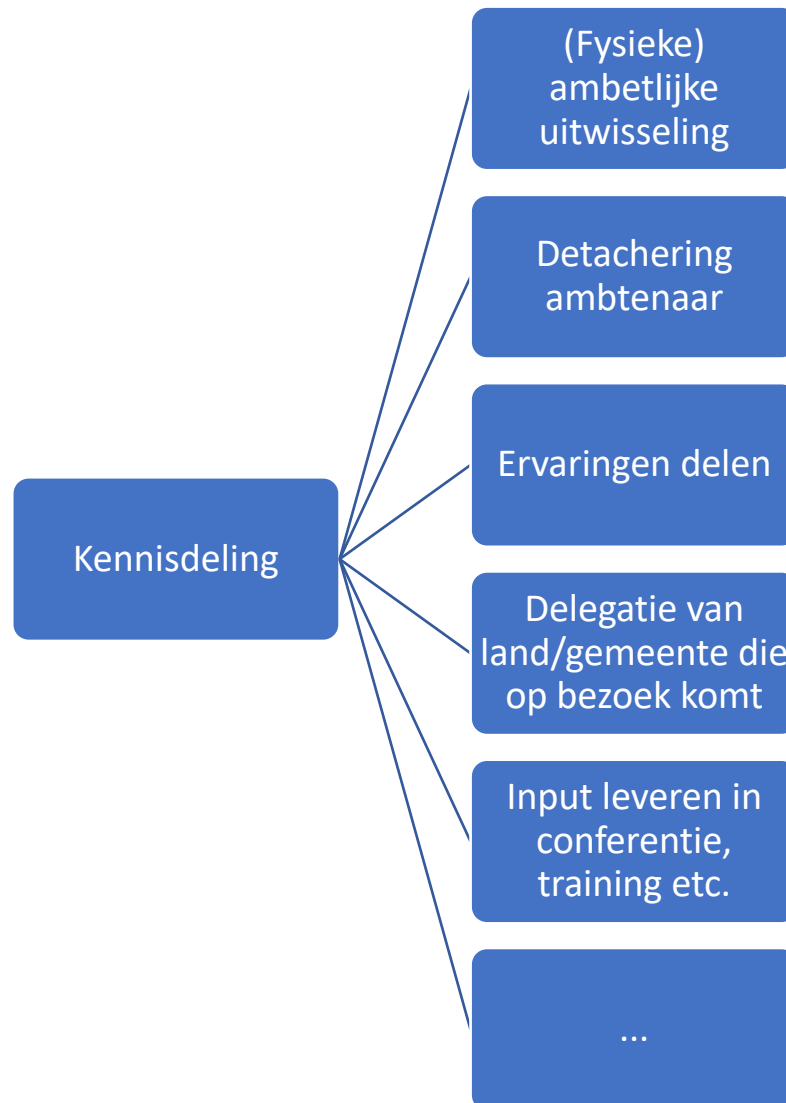 (Fysieke)
ambetlijke
uitwisseling
Detachering
ambtenaar
Ervaringen delen
Kennisdeling
Delegatie van
land/gemeente die
op bezoek komt
Input leveren in
conferentie,
training etc.
...